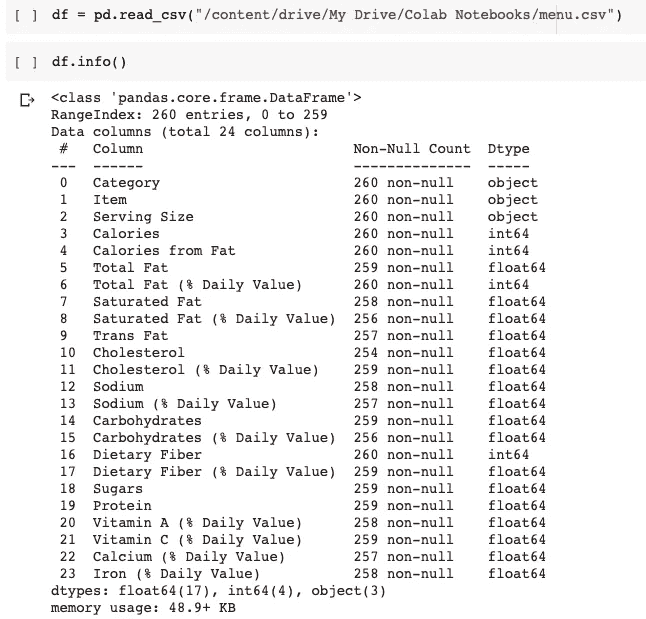 [ ] df = pd.read_csv("/content/drive/My Drive/Colab Notebooks/menu.csv")
[ ] df.info()
<class 'pandas.core.frame.DataFrame'>
RangeIndex: 260 entries, 0 to 259
Data columns (total 24 columns):
 #   Column                         Non-Null Count  Dtype
---  ------                         --------------  -----
 0   Category                       260 non-null    object
 1   Item                           260 non-null    object
 2   Serving Size                   260 non-null    object
 3   Calories                       260 non-null    int64
 4   Calories from Fat              260 non-null    int64
 5   Total Fat                      259 non-null    float64
 6   Total Fat (% Daily Value)      260 non-null    int64
 7   Saturated Fat                  258 non-null    float64
 8   Saturated Fat (% Daily Value)  256 non-null    float64
 9   Trans Fat                      257 non-null    float64
 10  Cholesterol                    254 non-null    float64
 11  Cholesterol (% Daily Value)    259 non-null    float64
 12  Sodium                         258 non-null    float64
 13  Sodium (% Daily Value)         257 non-null    float64
 14  Carbohydrates                  259 non-null    float64
 15  Carbohydrates (% Daily Value)  256 non-null    float64
 16  Dietary Fiber                  260 non-null    int64
 17  Dietary Fiber (% Daily Value)  259 non-null    float64
 18  Sugars                         259 non-null    float64
 19  Protein                        259 non-null    float64
 20  Vitamin A (% Daily Value)      258 non-null    float64
 21  Vitamin C (% Daily Value)      259 non-null    float64
 22  Calcium (% Daily Value)        257 non-null    float64
 23  Iron (% Daily Value)           258 non-null    float64
dtypes: float64(17), int64(4), object(3)
memory usage: 48.9+ KB